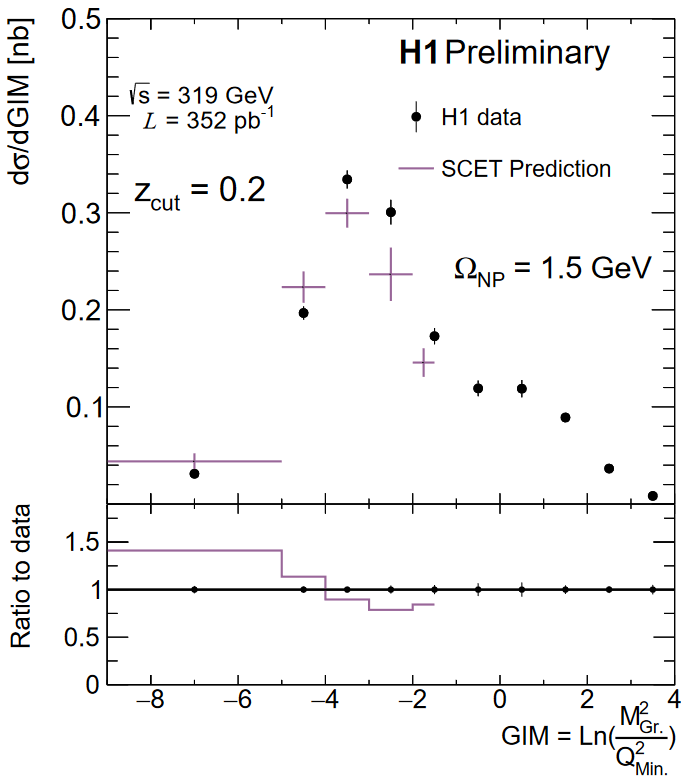 dσ/dGIM [nb]
0.5
0.4
0.3
0.2
0.1
H1 Preliminary
√s = 319 GeV
L = 352 pb⁻¹
H1 data
SCET Prediction
z_cut = 0.2
Ω_NP = 1.5 GeV
Ratio to data
1.5
1
0.5
0
−8 −6 −4 −2 0 2 4
GIM = Ln(M²_Gr. / Q²_Min.)